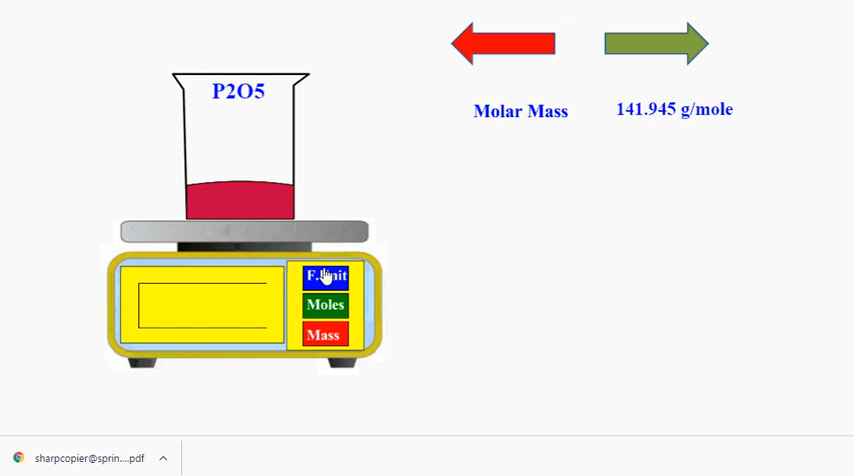 P2O5
Molar Mass
141.945 g/mole
Moles
Mass
sharpcopier@sprin....pdf